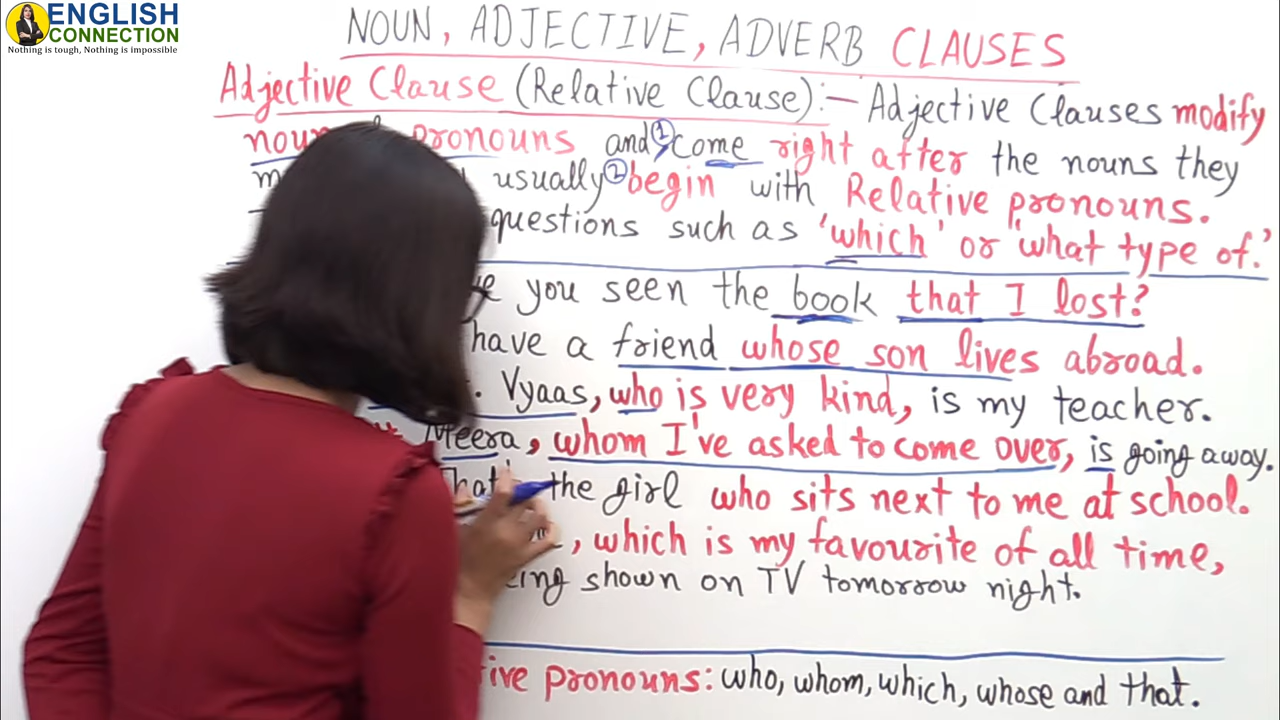 ENGLISH
CONNECTION
Nothing is tough, Nothing is impossible
NOUN, ADJECTIVE, ADVERB CLAUSES
Adjective Clause (Relative Clause):- Adjective Clauses modify
pronouns and ① come right after the nouns they
usually ② begin with Relative pronouns.
questions such as 'which' or 'what type of.'
you seen the book that I lost?
have a friend whose son lives abroad.
Vyaas, who is very kind, is my teacher.
Meera, whom I've asked to come over, is going away.
the girl who sits next to me at school.
, which is my favourite of all time,
shown on TV tomorrow night.
pronouns: who, whom, which, whose and that.